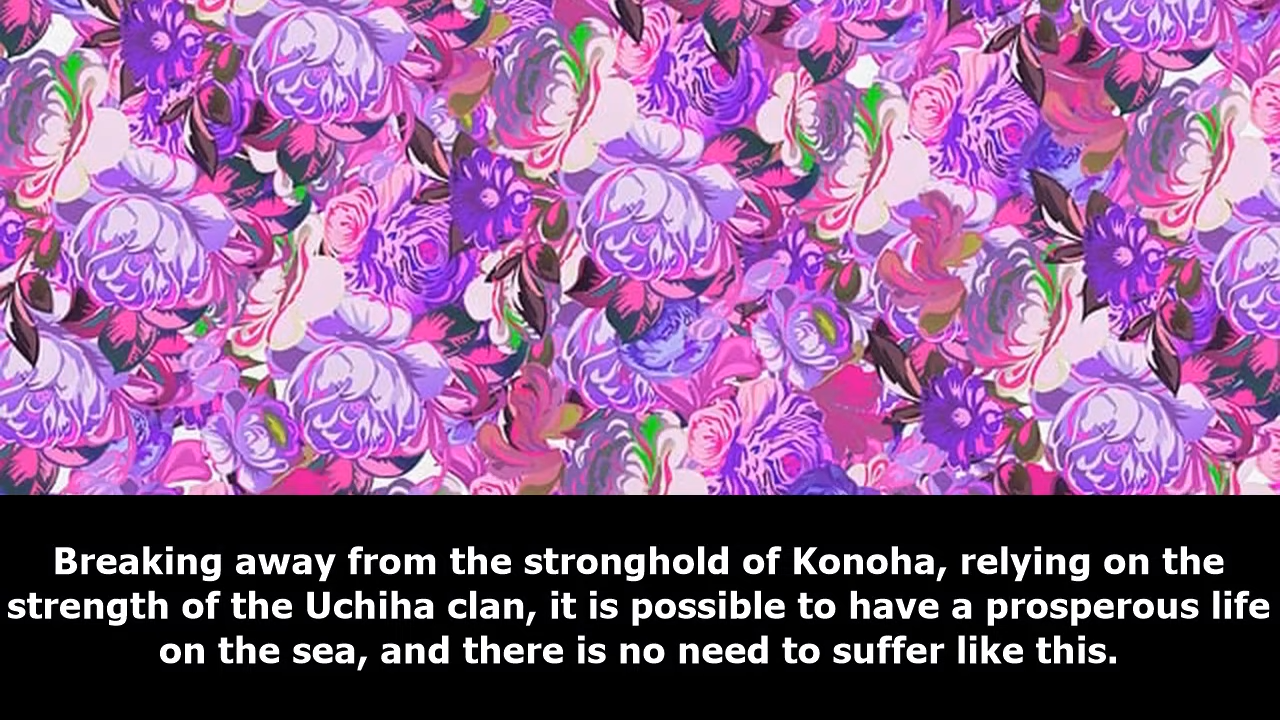 Breaking away from the stronghold of Konoha, relying on the
strength of the Uchiha clan, it is possible to have a prosperous life
on the sea, and there is no need to suffer like this.